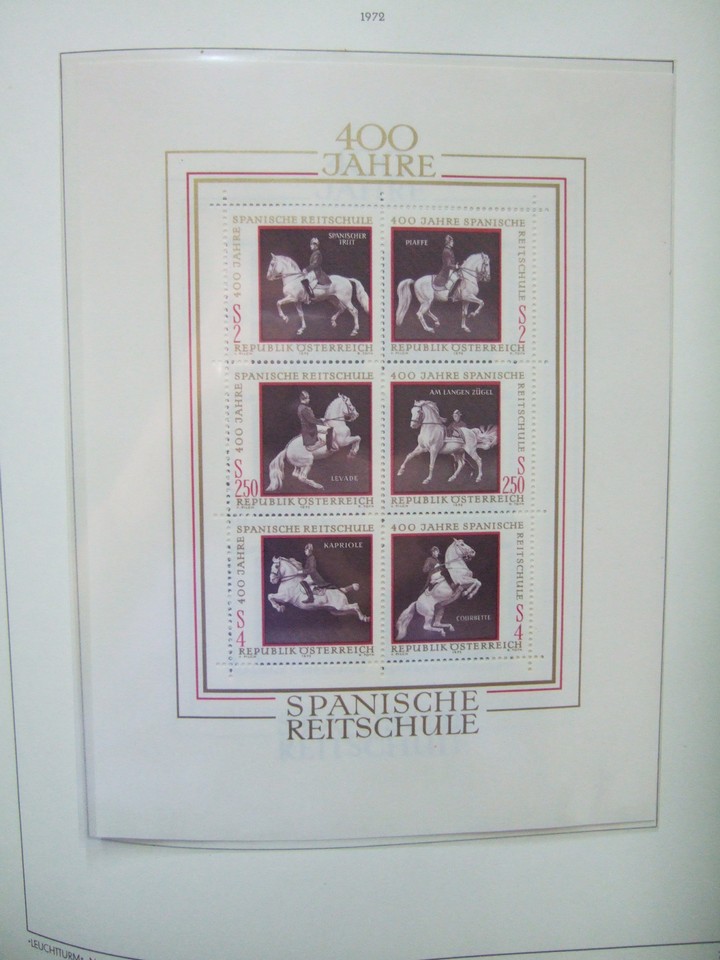 1972
400
JAHRE
SPANISCHE REITSCHULE
400 JAHRE
SPANISCHER
TRITT
S
2
REPUBLIK ÖSTERREICH
400 JAHRE SPANISCHE
REITSCHULE
PIAFFE
S
2
REPUBLIK ÖSTERREICH
SPANISCHE REITSCHULE
400 JAHRE
LEVADE
S
250
REPUBLIK ÖSTERREICH
400 JAHRE SPANISCHE
REITSCHULE
AM LANGEN ZÜGEL
S
250
REPUBLIK ÖSTERREICH
SPANISCHE REITSCHULE
400 JAHRE
KAPRIOLE
S
4
REPUBLIK ÖSTERREICH
400 JAHRE SPANISCHE
REITSCHULE
COURBETTE
S
4
REPUBLIK ÖSTERREICH
SPANISCHE
REITSCHULE
LEUCHTTURM